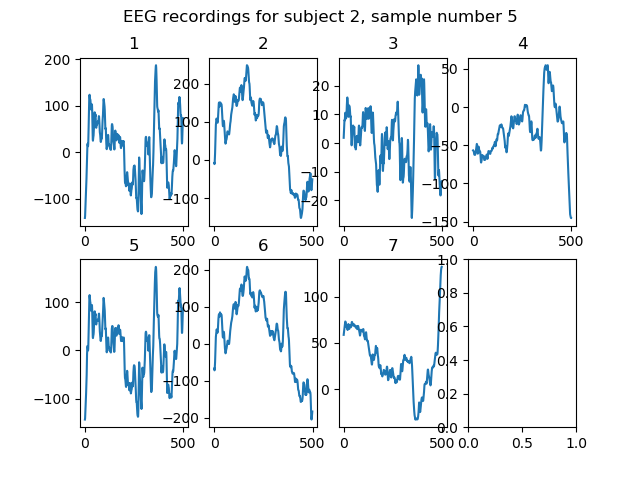 EEG recordings for subject 2, sample number 5
1 2 3 4
200 100 0 −100
200 100 0 −100
20 10 0 −10 −20
50 0 −50 −100 −150
0 500 0 500 0 500 0 500
5 6 7
100 0 −100
200 100 0 −100 −200
100 50 0
1.0 0.8 0.6 0.4 0.2 0.0
0 500 0 500 0 500 0.0 0.5 1.0